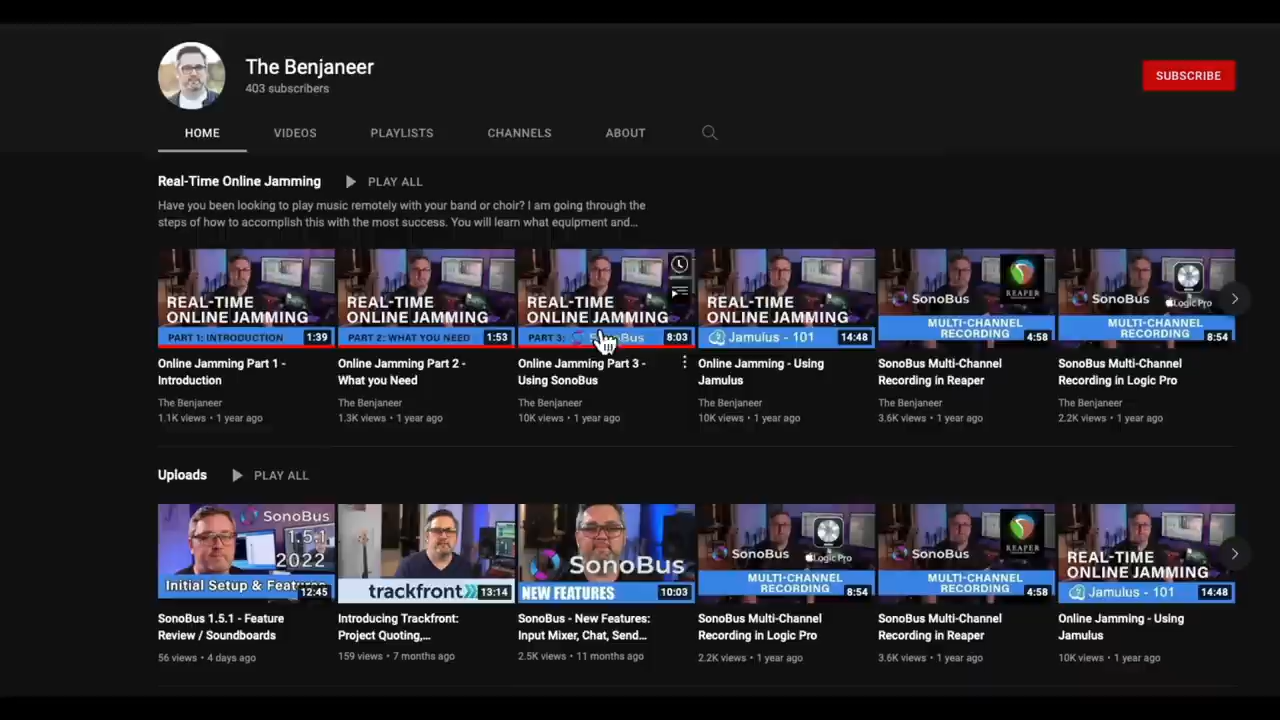 The Benjaneer
403 subscribers
SUBSCRIBE
HOME VIDEOS PLAYLISTS CHANNELS ABOUT
Real-Time Online Jamming PLAY ALL
Have you been looking to play music remotely with your band or choir? I am going through the
steps of how to accomplish this with the most success. You will learn what equipment and...
REAL-TIME
ONLINE JAMMING
PART 1: INTRODUCTION 1:39
Online Jamming Part 1 -
Introduction
The Benjaneer
1.1K views • 1 year ago
REAL-TIME
ONLINE JAMMING
PART 2: WHAT YOU NEED 1:53
Online Jamming Part 2 -
What you Need
The Benjaneer
1.3K views • 1 year ago
REAL-TIME
ONLINE JAMMING
PART 3: 8:03
Online Jamming Part 3 -
Using SonoBus
The Benjaneer
10K views • 1 year ago
REAL-TIME
ONLINE JAMMING
Jamulus - 101 14:48
Online Jamming - Using
Jamulus
The Benjaneer
10K views • 1 year ago
REAPER
SonoBus
MULTI-CHANNEL
RECORDING 4:58
SonoBus Multi-Channel
Recording in Reaper
The Benjaneer
3.6K views • 1 year ago
SonoBus Logic Pro
MULTI-CHANNEL
RECORDING 8:54
SonoBus Multi-Channel
Recording in Logic Pro
The Benjaneer
2.2K views • 1 year ago
Uploads PLAY ALL
SonoBus
1.5.1
2022
Initial Setup & Features 12:45
SonoBus 1.5.1 - Feature
Review / Soundboards
56 views • 4 days ago
trackfront 13:14
Introducing Trackfront:
Project Quoting,...
159 views • 7 months ago
SonoBus
NEW FEATURES 10:03
SonoBus - New Features:
Input Mixer, Chat, Send...
2.5K views • 11 months ago
SonoBus Logic Pro
MULTI-CHANNEL
RECORDING 8:54
SonoBus Multi-Channel
Recording in Logic Pro
2.2K views • 1 year ago
REAPER
SonoBus
MULTI-CHANNEL
RECORDING 4:58
SonoBus Multi-Channel
Recording in Reaper
3.6K views • 1 year ago
REAL-TIME
ONLINE JAMMING
Jamulus - 101 14:48
Online Jamming - Using
Jamulus
10K views • 1 year ago